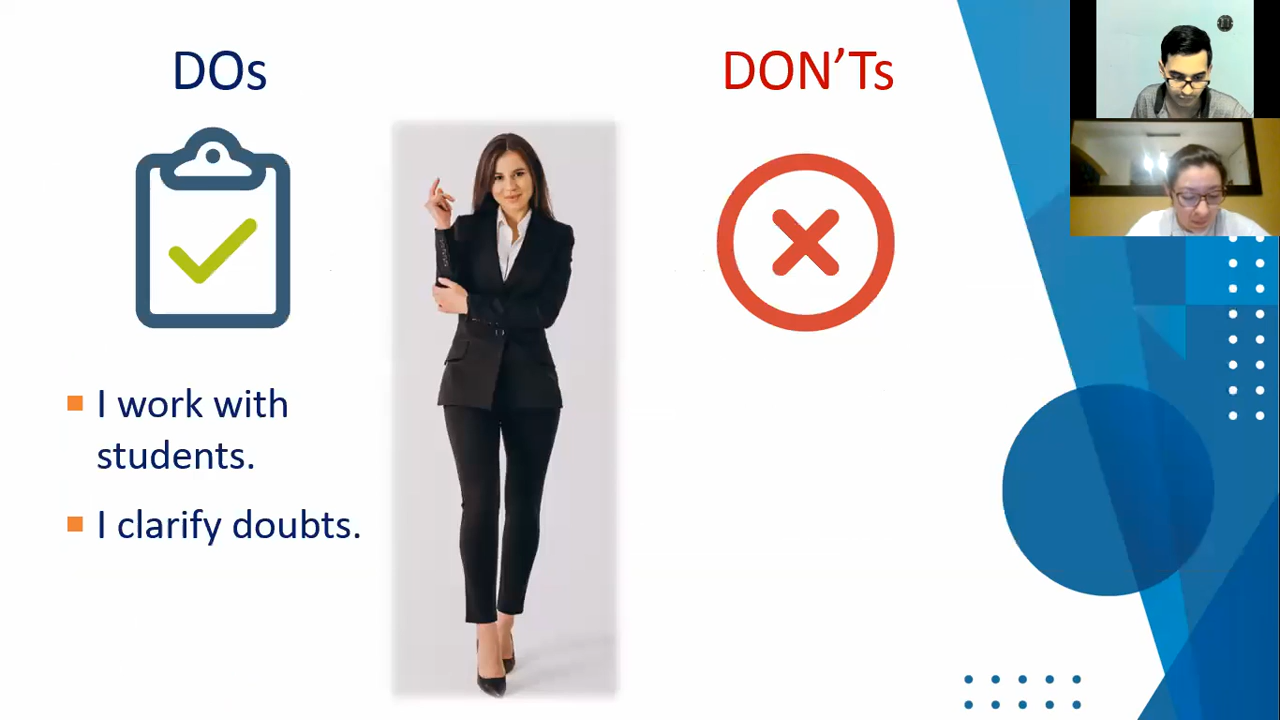 DOs
DON’Ts
I work with
students.
I clarify doubts.